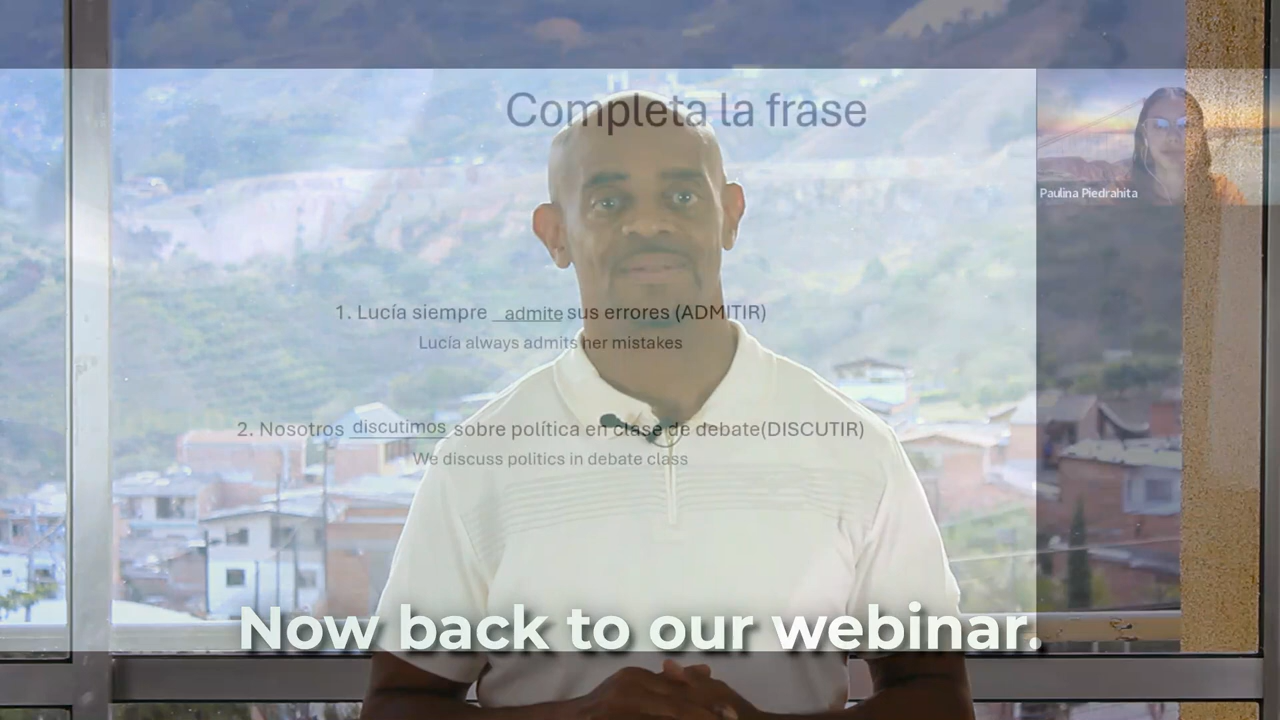 Completa la frase
Paulina Piedrahita
1. Lucía siempre admite sus errores (ADMITIR)
Lucía always admits her mistakes
2. Nosotros discutimos sobre política en clase de debate(DISCUTIR)
We discuss politics in debate class
Now back to our webinar.